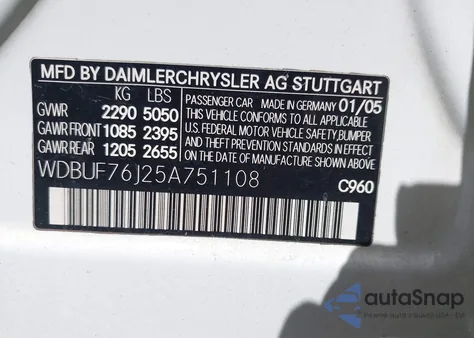 MFD BY DAIMLERCHRYSLER AG STUTTGART
KG LBS
GVWR 2290 5050
GAWR FRONT 1085 2395
GAWR REAR 1205 2655
PASSENGER CAR MADE IN GERMANY 01/05
THIS VEHICLE CONFORMS TO ALL APPLICABLE
U.S. FEDERAL MOTOR VEHICLE SAFETY, BUMPER
AND THEFT PREVENTION STANDARDS IN EFFECT
ON THE DATE OF MANUFACTURE SHOWN ABOVE
WDBUF76J25A751108
C960
autoSnap